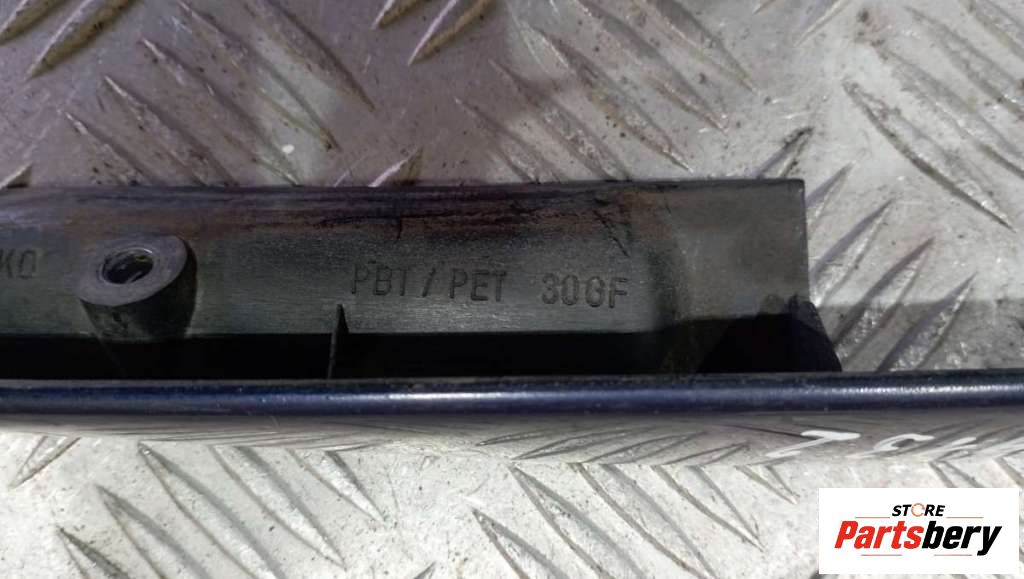 PBT / PET 30GF
STORE
Partsbery